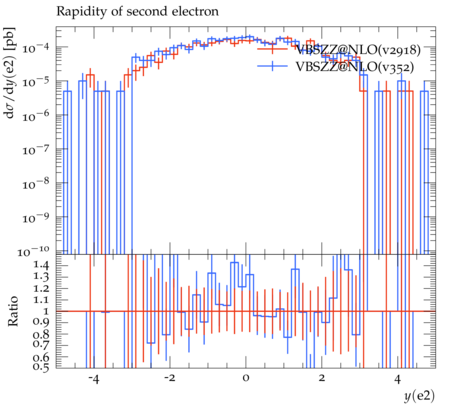 Rapidity of second electron
dσ/dy(e2) [pb]
10⁻⁴
10⁻⁵
10⁻⁶
10⁻⁷
10⁻⁸
10⁻⁹
10⁻¹⁰
VBSZZ@NLO(v2918)
VBSZZ@NLO(v352)
Ratio
1.4
1.3
1.2
1.1
1
0.9
0.8
0.7
0.6
0.5
-4 -2 0 2 4
y(e2)